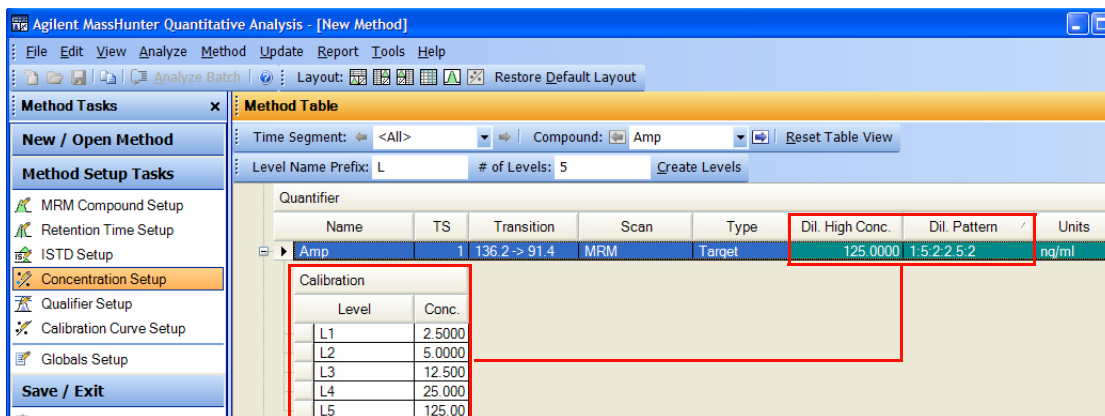 Agilent MassHunter Quantitative Analysis - [New Method]
File Edit View Analyze Method Update Report Tools Help
Analyze Batch Layout: Restore Default Layout
Method Tasks x
New / Open Method
Method Setup Tasks
MRM Compound Setup
Retention Time Setup
ISTD Setup
Concentration Setup
Qualifier Setup
Calibration Curve Setup
Globals Setup
Save / Exit
Method Table
Time Segment: <All> Compound: Amp Reset Table View
Level Name Prefix: L # of Levels: 5 Create Levels
Quantifier
Name TS Transition Scan Type Dil. High Conc. Dil. Pattern Units
Amp 1 136.2 -> 91.4 MRM Target 125.0000 1:5:2:2.5:2 ng/ml
Calibration
Level Conc.
L1 2.5000
L2 5.0000
L3 12.500
L4 25.000
L5 125.00